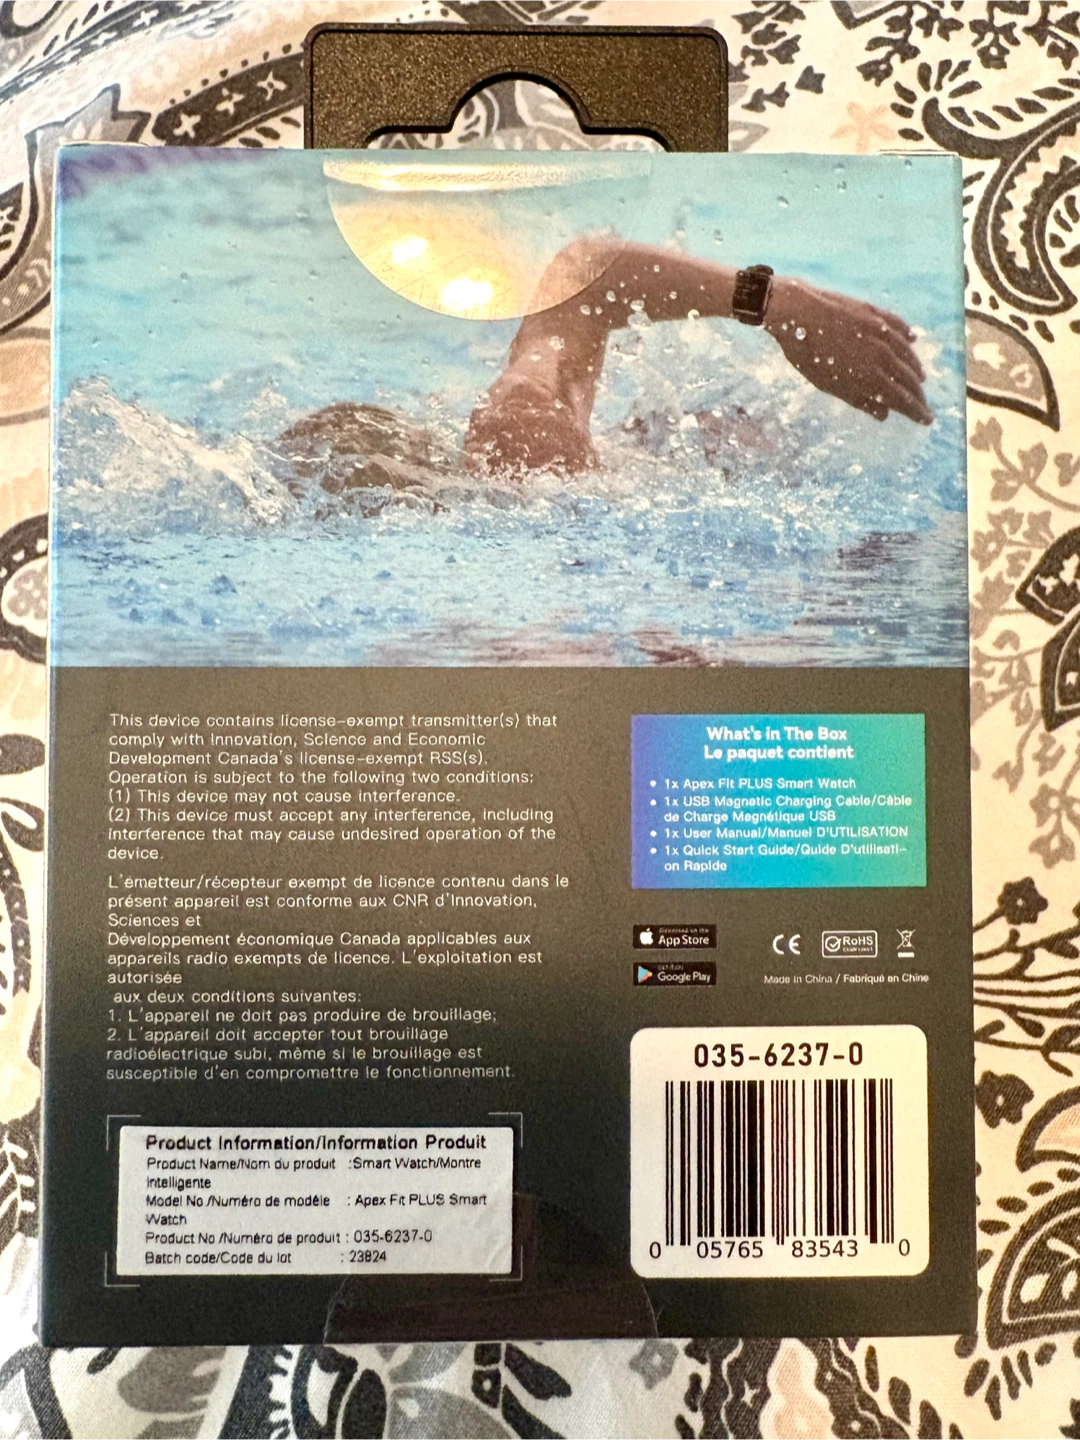 This device contains license-exempt transmitter(s) that
comply with Innovation, Science and Economic
Development Canada's license-exempt RSS(s).
Operation is subject to the following two conditions:
(1) This device may not cause interference.
(2) This device must accept any interference, including
interference that may cause undesired operation of the
device.
L'émetteur/récepteur exempt de licence contenu dans le
présent appareil est conforme aux CNR d'Innovation,
Sciences et
Développement économique Canada applicables aux
appareils radio exempts de licence. L'exploitation est
autorisée
aux deux conditions suivantes:
1. L'appareil ne doit pas produire de brouillage;
2. L'appareil doit accepter tout brouillage
radioélectrique subi, même si le brouillage est
susceptible d'en compromettre le fonctionnement.
Product Information/Information Produit
Product Name/Nom du produit :Smart Watch/Montre
Intelligente
Model No /Numéro de modèle : Apex Fit PLUS Smart
Watch
Product No /Numéro de produit : 035-6237-0
Batch code/Code du lot : 23824
What's in The Box
Le paquet contient
• 1x Apex Fit PLUS Smart Watch
• 1x USB Magnetic Charging Cable/Câble
de Charge Magnétique USB
• 1x User Manual/Manuel D'UTILISATION
• 1x Quick Start Guide/Guide D'utilisati-
on Rapide
Download on the
App Store
GET IT ON
Google Play
CE
RoHS
Made in China / Fabriqué en Chine
035-6237-0
0 05765 83543 0